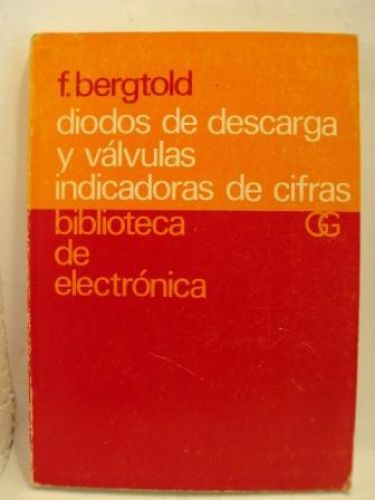 f. bergtold
diodos de descarga
y válvulas
indicadoras de cifras
biblioteca GG
de
electrónica